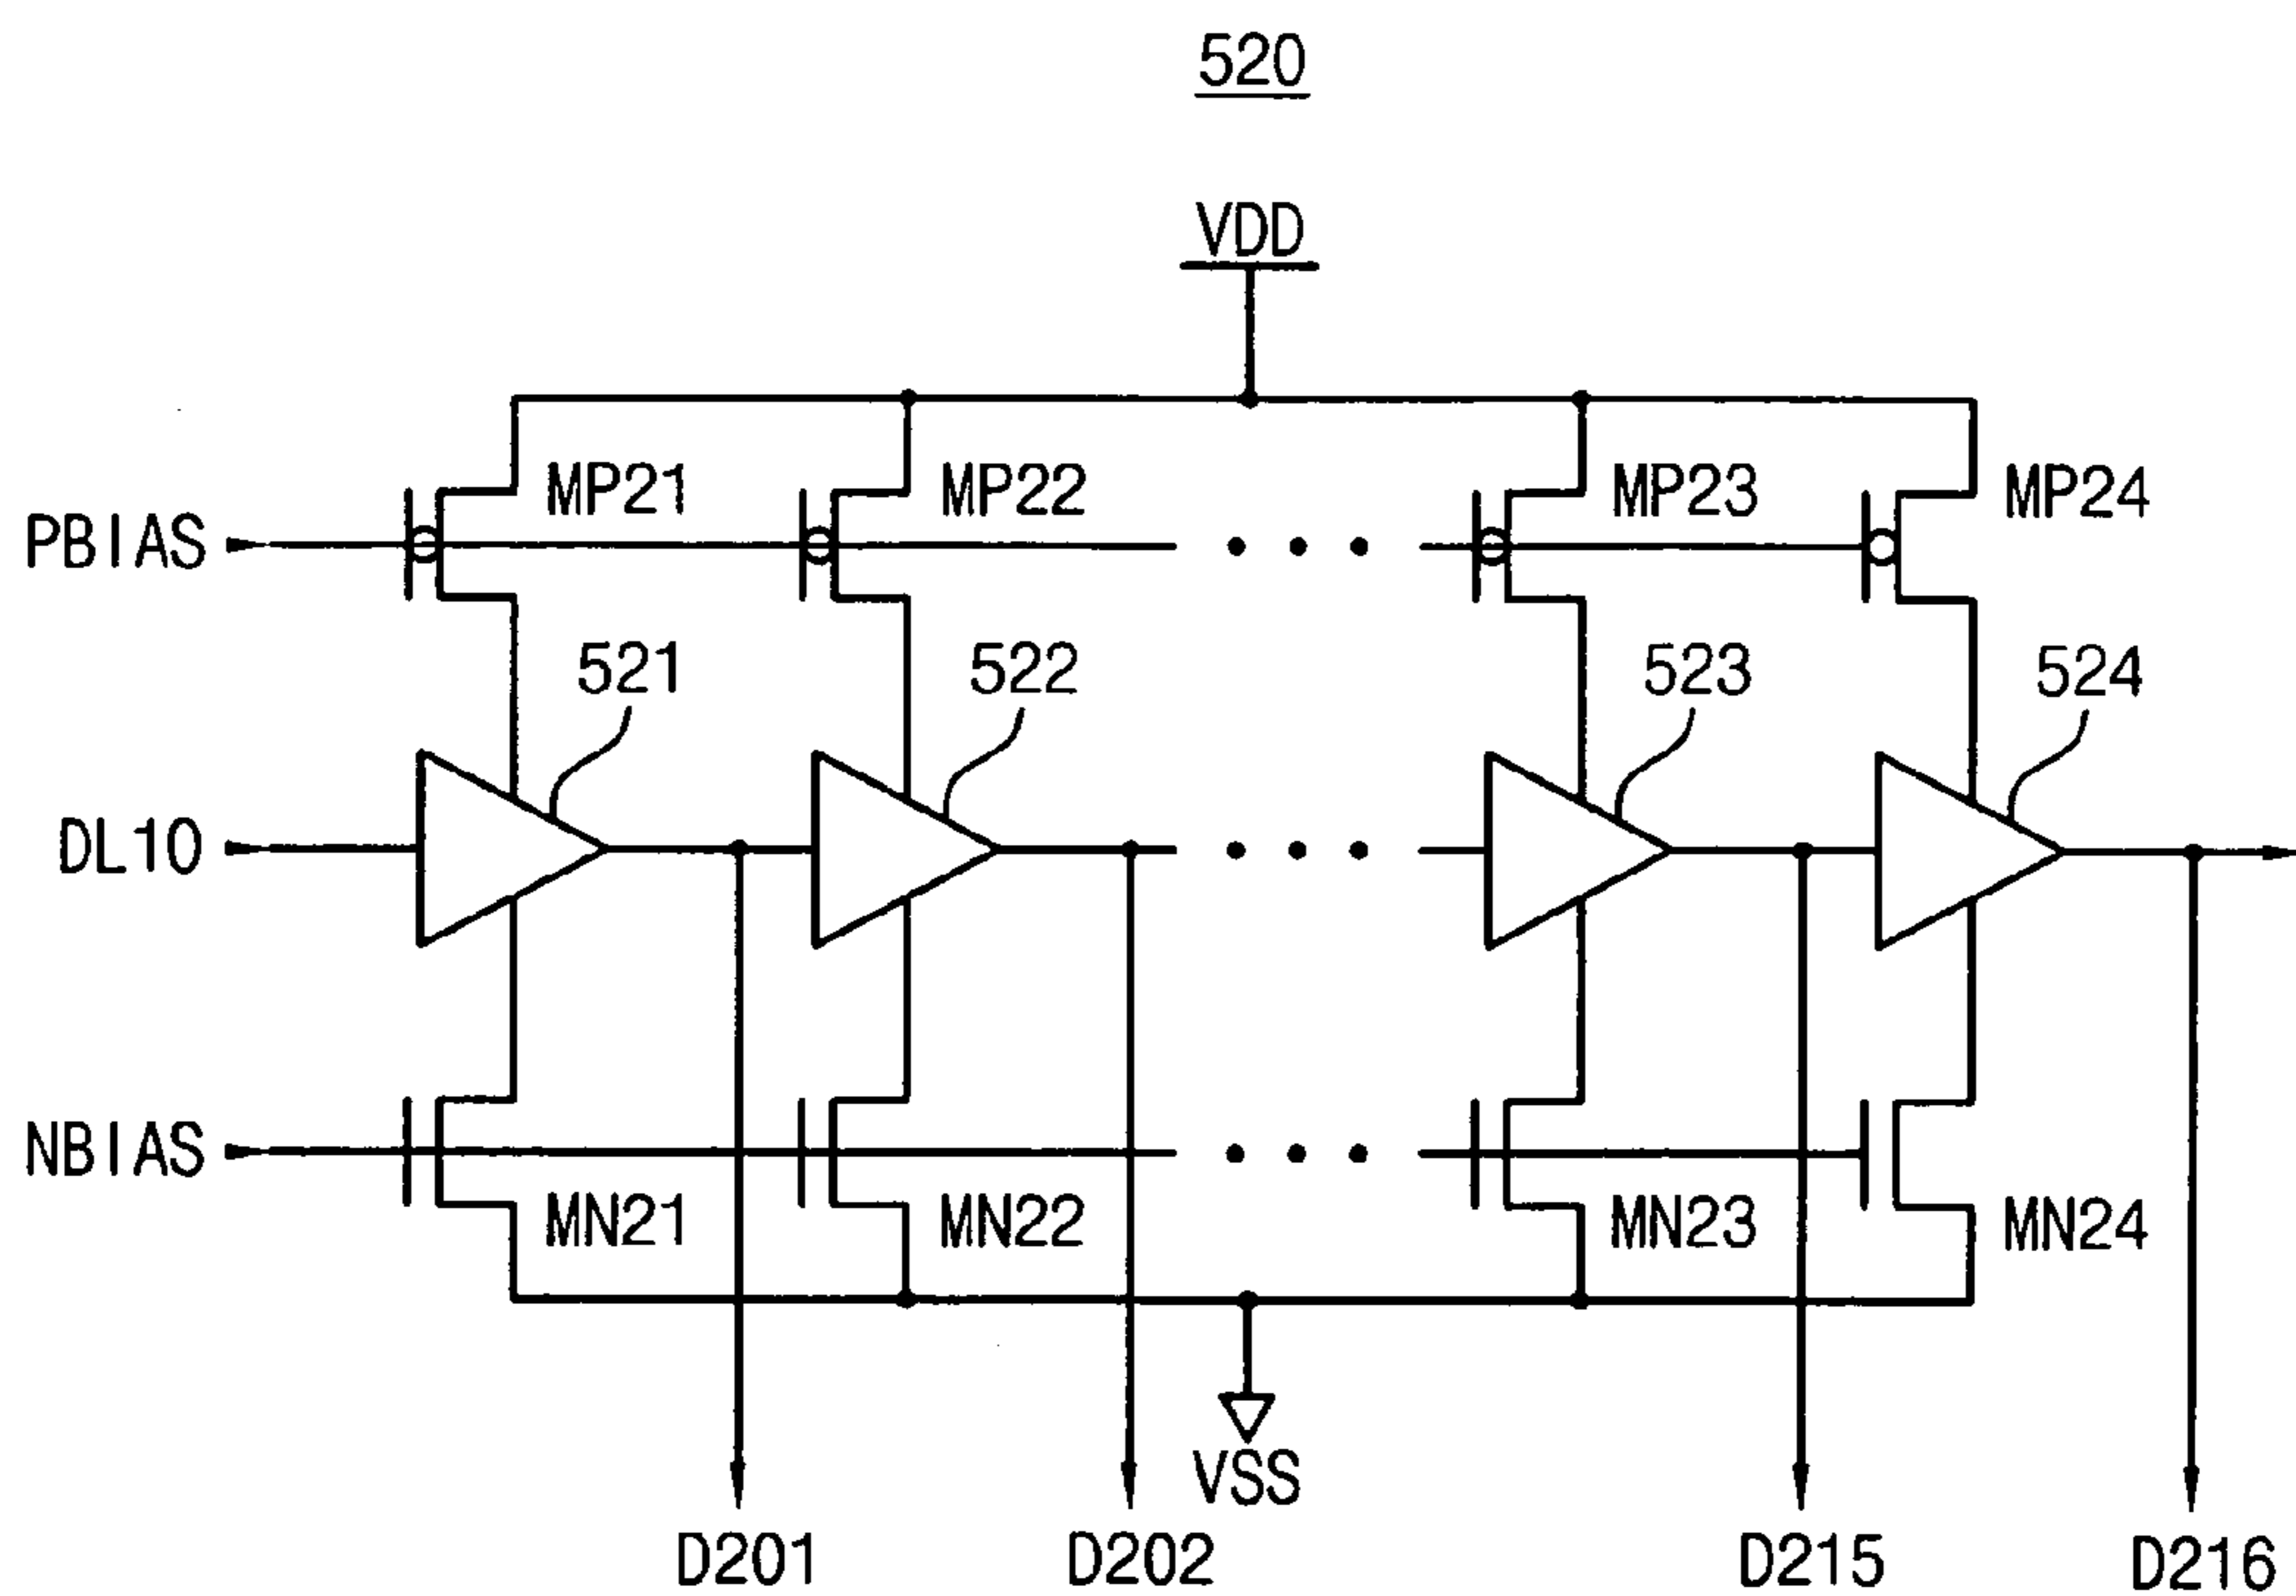 520
VDD
MP21 MP22 MP23 MP24
PBIAS
521 522 523 524
DL10
NBIAS
MN21 MN22 MN23 MN24
VSS
D201 D202 D215 D216